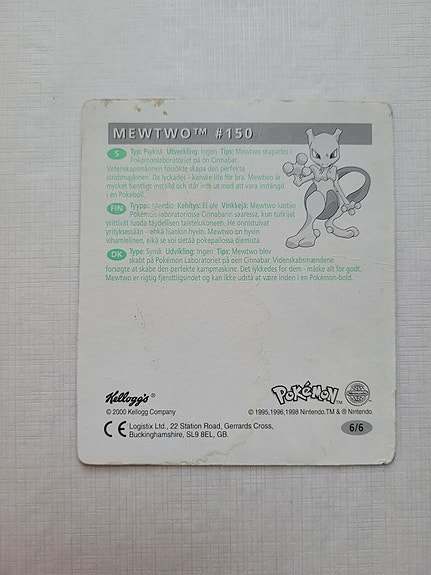 MEWTWO™ #150
S Typ: Psykisk Utveckling: Ingen Tips: Mewtwo skapades i
Pokémonlaboratoriet på ön Cinnabar.
Vetenskapsmännen försökte skapa den perfekta
stridsmaskinen. De lyckades - kanske lite för bra. Mewtwo är
mycket fientligt inställd och står inte ut med att vara instängd
i en Pokéboll.
FIN Tyypp: Meedio Kehitys: Ei ole Vinkkejä: Mewtwo luotiin
Pokémon laboratoriossa Cinnabarin saaressa, kun tutkijat
yrittivät luoda täydellisen taistelukoneen. He onnistuivat
yrityksessään - ehkä liiankin hyvin. Mewtwo on hyvin
vihamielinen, eikä se voi sietää pokepallossa olemista.
DK Type: Synsk Udvikling: Ingen Tips: Mewtwo blev
skabt på Pokémon Laboratoriet på øen Cinnabar. Videnskabsmændene
forsøgte at skabe den perfekte kampmaskine. Det lykkedes for dem - måske alt for godt.
Mewtwo er rigtig fjendtligsindet og kan ikke udstå at være inden i en Pokémon-bold.
Kellogg's®
© 2000 Kellogg Company
POKÉMON™
© 1995,1996,1998 Nintendo.TM & ® Nintendo.
CE Logistix Ltd., 22 Station Road, Gerrards Cross,
Buckinghamshire, SL9 8EL, GB.
6/6